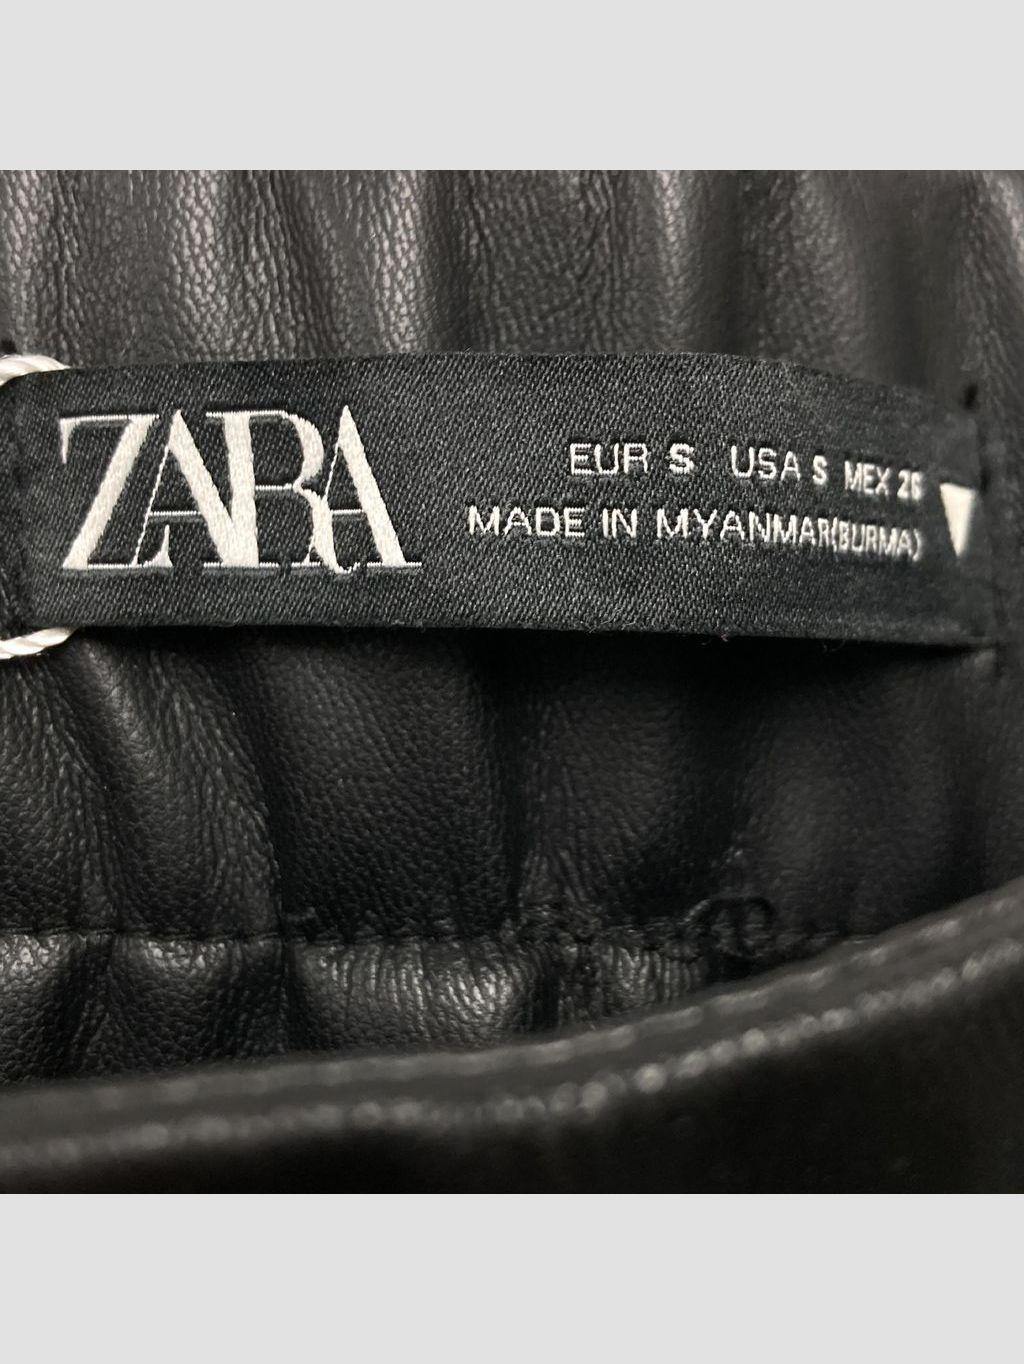 ZARA
EUR S USA S MEX 26
MADE IN MYANMAR(BURMA)